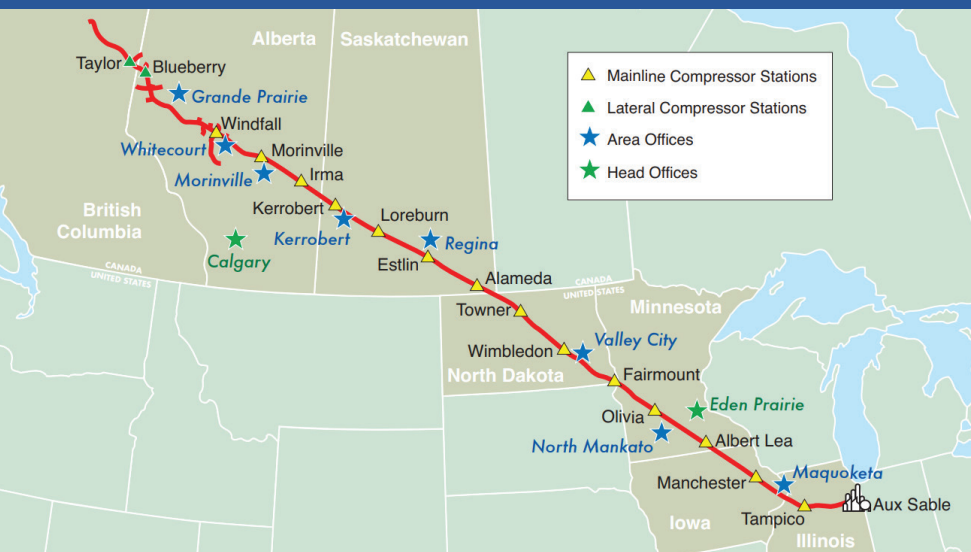 Alberta
Saskatchewan
Taylor
Blueberry
Grande Prairie
Windfall
Whitecourt
Morinville
Morinville
Irma
British
Columbia
Kerrobert
Kerrobert
Loreburn
Regina
Calgary
Estlin
CANADA
UNITED STATES
Alameda
CANADA
UNITED STATES
Minnesota
Towner
Valley City
Wimbledon
North Dakota
Fairmount
Olivia
Eden Prairie
North Mankato
Albert Lea
Manchester
Maquoketa
Aux Sable
Tampico
Iowa
Illinois
Mainline Compressor Stations
Lateral Compressor Stations
Area Offices
Head Offices